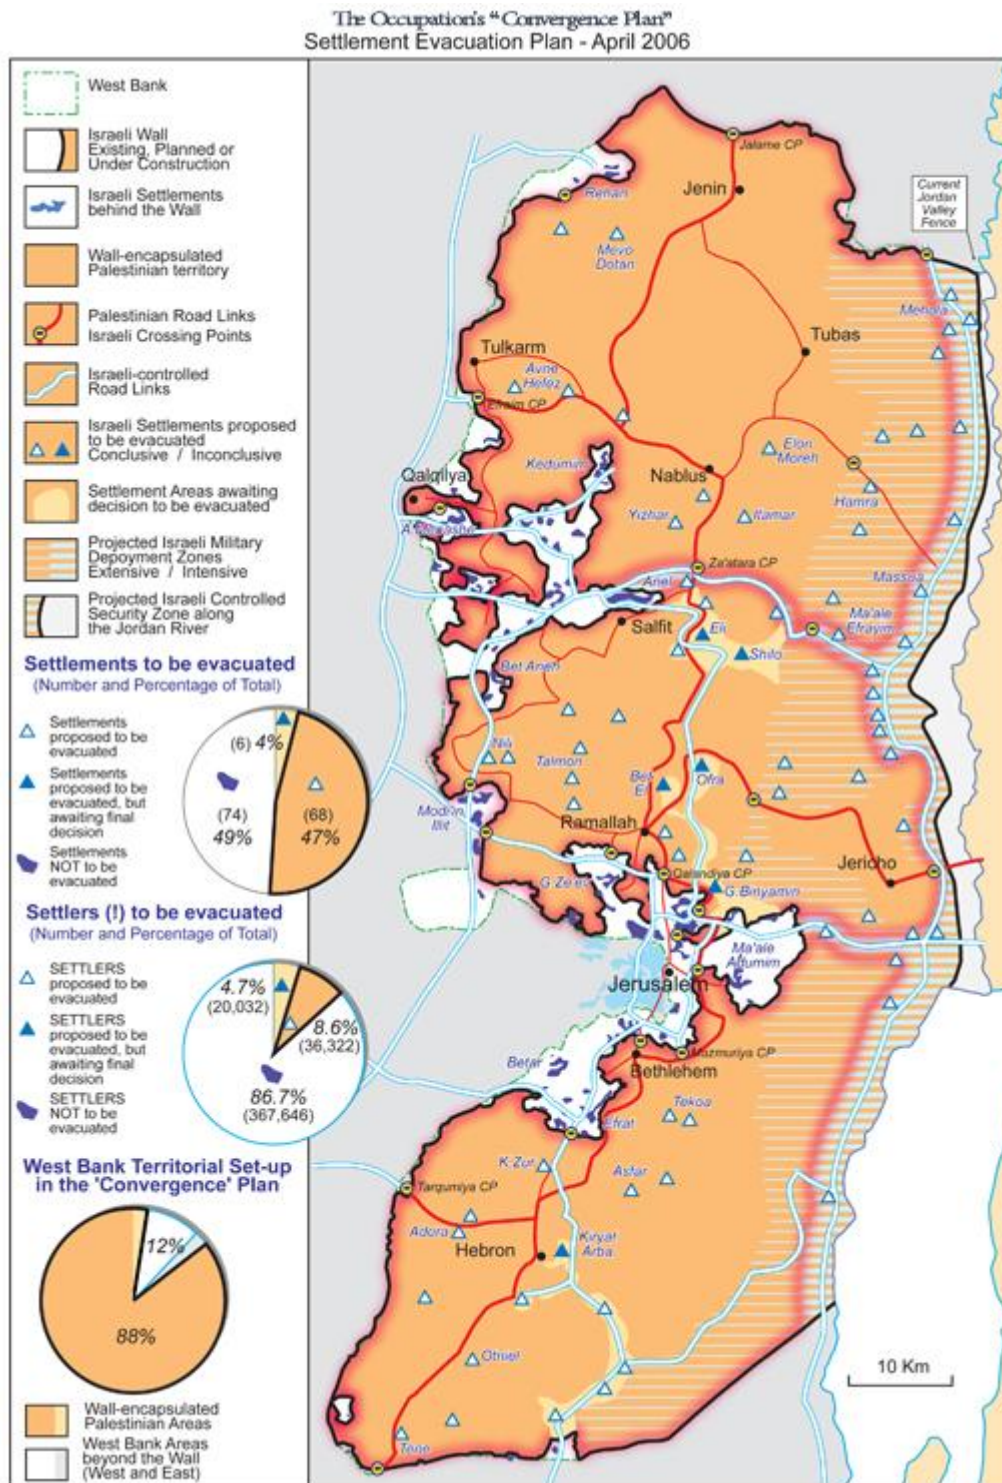 The Occupation's "Convergence Plan"
Settlement Evacuation Plan - April 2006
West Bank
Israeli Wall
Existing, Planned or
Under Construction
Israeli Settlements
behind the Wall
Wall-encapsulated
Palestinian territory
Palestinian Road Links
Israeli Crossing Points
Israeli-controlled
Road Links
Israeli Settlements proposed
to be evacuated
Conclusive / Inconclusive
Settlement Areas awaiting
decision to be evacuated
Projected Israeli Military
Depoyment Zones
Extensive / Intensive
Projected Israeli Controlled
Security Zone along
the Jordan River
Settlements to be evacuated
(Number and Percentage of Total)
Settlements
proposed to be
evacuated
Settlements
proposed to be
evacuated, but
awaiting final
decision
Settlements
NOT to be
evacuated
(6) 4%
(74)
49%
(68)
47%
Settlers (!) to be evacuated
(Number and Percentage of Total)
SETTLERS
proposed to be
evacuated
SETTLERS
proposed to be
evacuated, but
awaiting final
decision
SETTLERS
NOT to be
evacuated
4.7%
(20,032)
8.6%
(36,322)
86.7%
(367,646)
West Bank Territorial Set-up
in the 'Convergence' Plan
12%
88%
Wall-encapsulated
Palestinian Areas
West Bank Areas
beyond the Wall
(West and East)
Jalame CP
Current
Jordan
Valley
Fence
Jenin
Mevo
Dotan
Mehola
Tubas
Tulkarm
Avne
Hefez
Efraim CP
Kedumim
Elon
Moreh
Nablus
Qalqilya
Hamra
Yizhar
Itamar
Za'atara CP
Massua
Ariel
Ma'ale
Efrayim
Salfit
Eli
Shilo
Bet Arieh
Nili
Talmon
Bet
El
Ofra
Modi'in
Illit
Ramallah
Jericho
Qalandiya CP
G.Ze'ev
G.Binyamin
Ma'ale
Adumim
Jerusalem
Mazmuriya CP
Betar
Bethlehem
Tekoa
Efrat
K.Zur
Asfar
Tarqumiya CP
Adora
Hebron
Kiryat
Arba
10 Km
Otniel
Tene